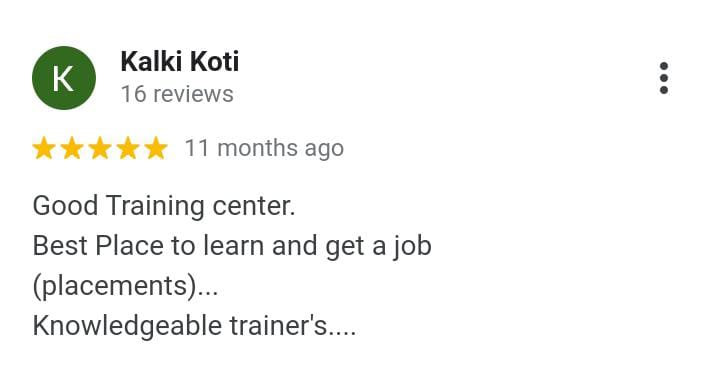 K
Kalki Koti
16 reviews
11 months ago
Good Training center.
Best Place to learn and get a job
(placements)...
Knowledgeable trainer's....